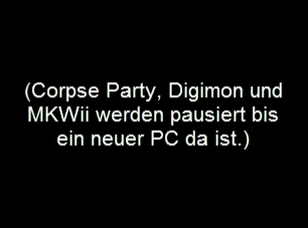 (Corpse Party, Digimon und
MKWii werden pausiert bis
ein neuer PC da ist.)